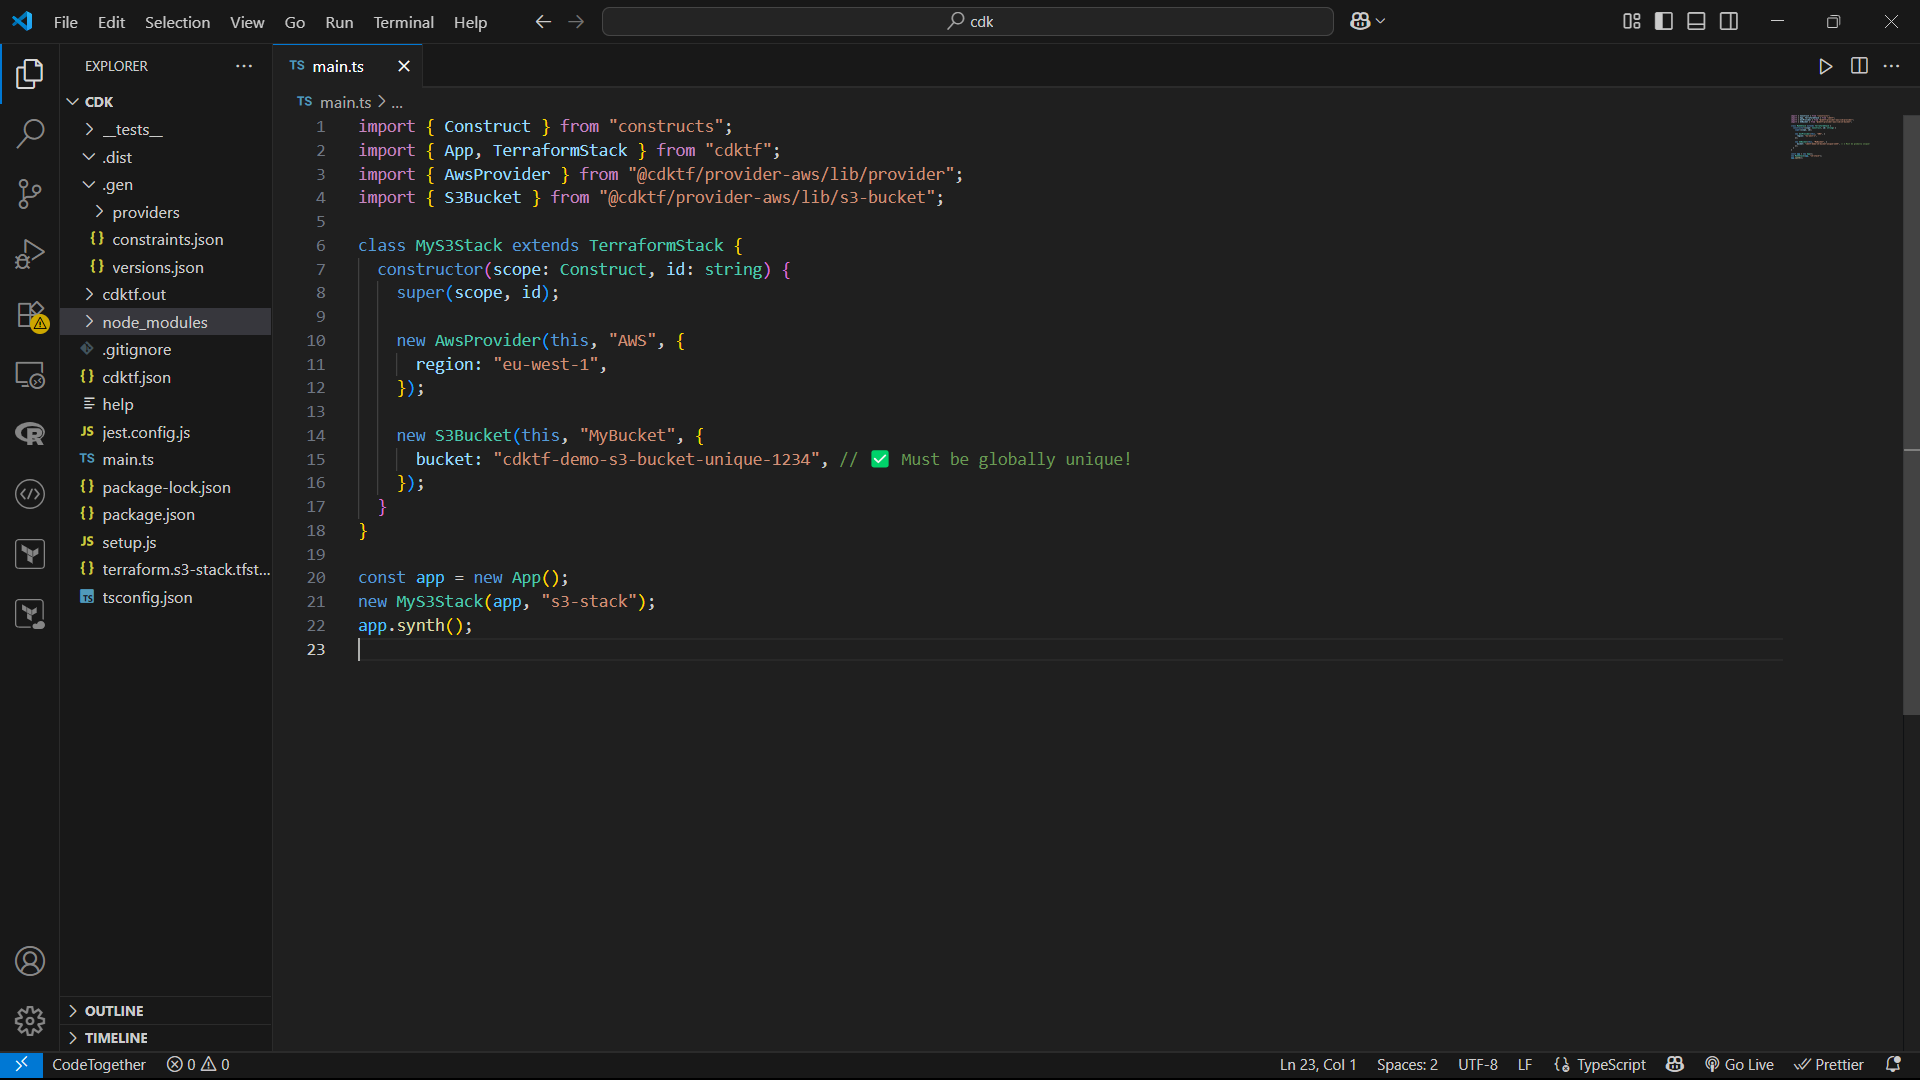 File Edit Selection View Go Run Terminal Help
cdk
EXPLORER
CDK
__tests__
.dist
.gen
providers
{} constraints.json
{} versions.json
cdktf.out
node_modules
.gitignore
{} cdktf.json
help
JS jest.config.js
TS main.ts
{} package-lock.json
{} package.json
JS setup.js
{} terraform.s3-stack.tfst...
TS tsconfig.json
OUTLINE
TIMELINE
TS main.ts
TS main.ts > ...
1 import { Construct } from "constructs";
2 import { App, TerraformStack } from "cdktf";
3 import { AwsProvider } from "@cdktf/provider-aws/lib/provider";
4 import { S3Bucket } from "@cdktf/provider-aws/lib/s3-bucket";
5
6 class MyS3Stack extends TerraformStack {
7 constructor(scope: Construct, id: string) {
8 super(scope, id);
9
10 new AwsProvider(this, "AWS", {
11 region: "eu-west-1",
12 });
13
14 new S3Bucket(this, "MyBucket", {
15 bucket: "cdktf-demo-s3-bucket-unique-1234", // ✅ Must be globally unique!
16 });
17 }
18 }
19
20 const app = new App();
21 new MyS3Stack(app, "s3-stack");
22 app.synth();
23
CodeTogether 0 0
Ln 23, Col 1 Spaces: 2 UTF-8 LF {} TypeScript Go Live Prettier